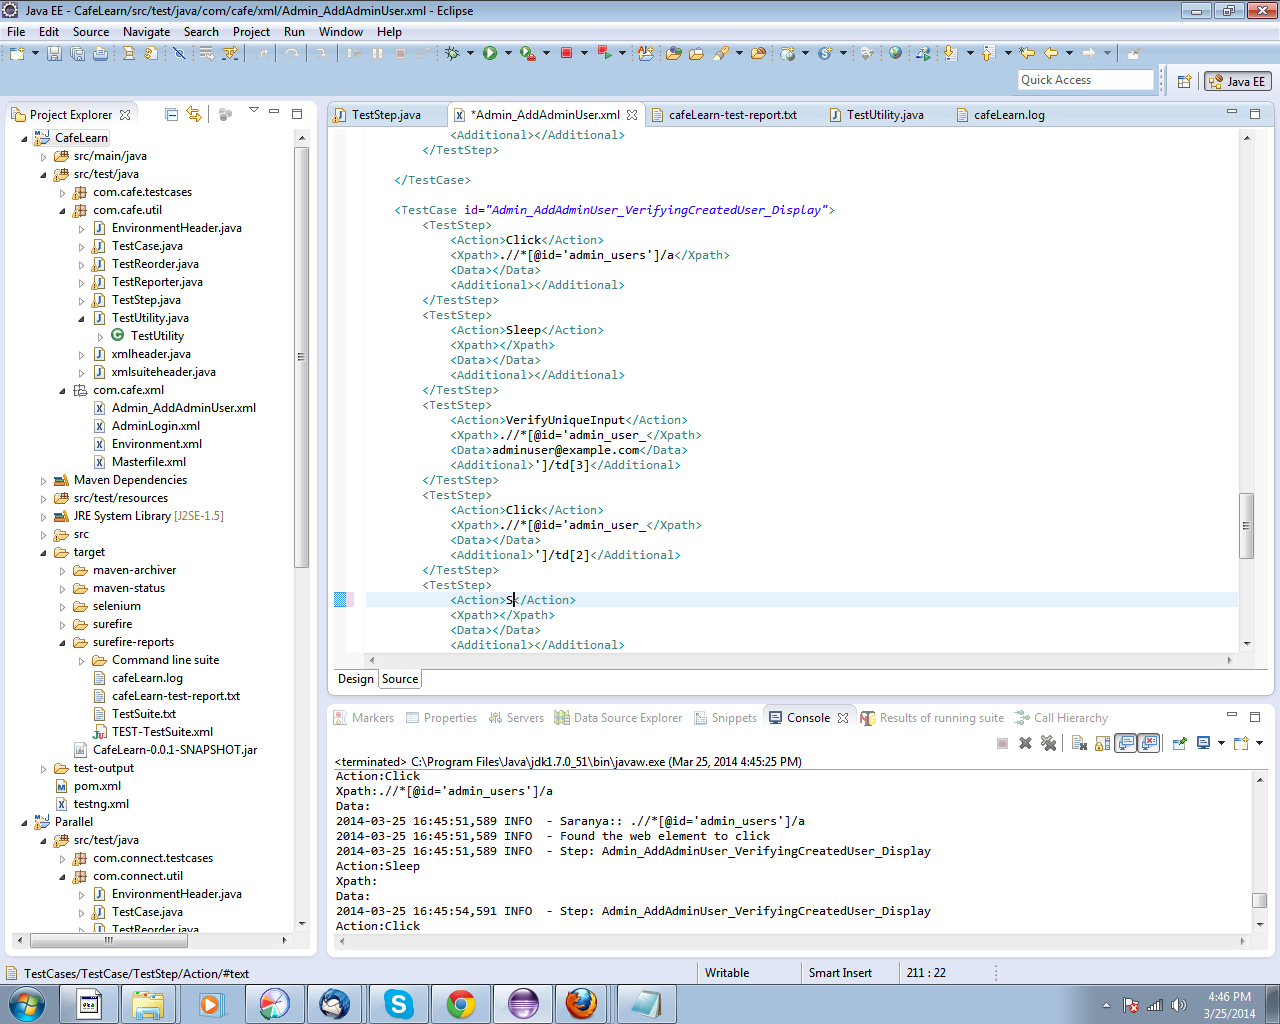 Java EE - CafeLearn/src/test/java/com/cafe/xml/Admin_AddAdminUser.xml - Eclipse
File Edit Source Navigate Search Project Run Window Help
Quick Access
Java EE
Project Explorer
CafeLearn
src/main/java
src/test/java
com.cafe.testcases
com.cafe.util
EnvironmentHeader.java
TestCase.java
TestReorder.java
TestReporter.java
TestStep.java
TestUtility.java
TestUtility
xmlheader.java
xmlsuiteheader.java
com.cafe.xml
Admin_AddAdminUser.xml
AdminLogin.xml
Environment.xml
Masterfile.xml
Maven Dependencies
src/test/resources
JRE System Library [J2SE-1.5]
src
target
maven-archiver
maven-status
selenium
surefire
surefire-reports
Command line suite
cafeLearn.log
cafeLearn-test-report.txt
TestSuite.txt
TEST-TestSuite.xml
CafeLearn-0.0.1-SNAPSHOT.jar
test-output
pom.xml
testng.xml
Parallel
src/test/java
com.connect.testcases
com.connect.util
EnvironmentHeader.java
TestCase.java
TestReorder.java
TestStep.java *Admin_AddAdminUser.xml cafeLearn-test-report.txt TestUtility.java cafeLearn.log
<Additional></Additional>
</TestStep>
</TestCase>
<TestCase id="Admin_AddAdminUser_VerifyingCreatedUser_Display">
<TestStep>
<Action>Click</Action>
<Xpath>.//*[@id='admin_users']/a</Xpath>
<Data></Data>
<Additional></Additional>
</TestStep>
<TestStep>
<Action>Sleep</Action>
<Xpath></Xpath>
<Data></Data>
<Additional></Additional>
</TestStep>
<TestStep>
<Action>VerifyUniqueInput</Action>
<Xpath>.//*[@id='admin_user_</Xpath>
<Data>adminuser@example.com</Data>
<Additional>']/td[3]</Additional>
</TestStep>
<TestStep>
<Action>Click</Action>
<Xpath>.//*[@id='admin_user_</Xpath>
<Data></Data>
<Additional>']/td[2]</Additional>
</TestStep>
<TestStep>
<Action>S</Action>
<Xpath></Xpath>
<Data></Data>
<Additional></Additional>
Design Source
Markers Properties Servers Data Source Explorer Snippets Console Results of running suite Call Hierarchy
<terminated> C:\Program Files\Java\jdk1.7.0_51\bin\javaw.exe (Mar 25, 2014 4:45:25 PM)
Action:Click
Xpath:.//*[@id='admin_users']/a
Data:
2014-03-25 16:45:51,589 INFO  - Saranya:: .//*[@id='admin_users']/a
2014-03-25 16:45:51,589 INFO  - Found the web element to click
2014-03-25 16:45:51,589 INFO  - Step: Admin_AddAdminUser_VerifyingCreatedUser_Display
Action:Sleep
Xpath:
Data:
2014-03-25 16:45:54,591 INFO  - Step: Admin_AddAdminUser_VerifyingCreatedUser_Display
Action:Click
TestCases/TestCase/TestStep/Action/#text Writable Smart Insert 211 : 22
4:46 PM
3/25/2014